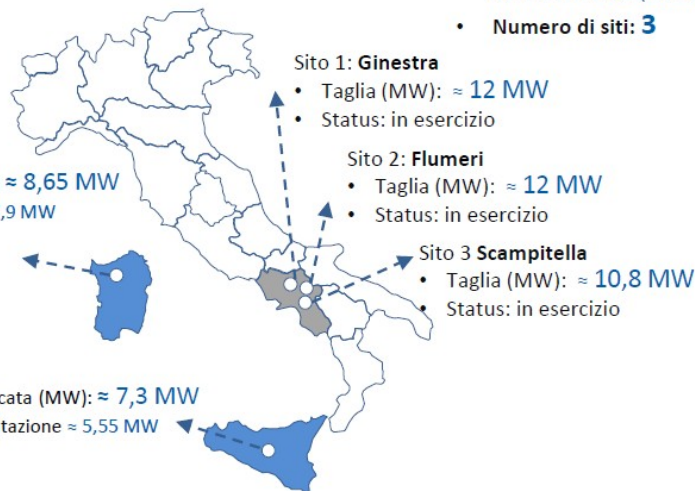 • Numero di siti: 3
Sito 1: Ginestra
• Taglia (MW): ≈ 12 MW
• Status: in esercizio
Sito 2: Flumeri
• Taglia (MW): ≈ 12 MW
• Status: in esercizio
Sito 3 Scampitella
• Taglia (MW): ≈ 10,8 MW
• Status: in esercizio
≈ 8,65 MW
,9 MW
cata (MW): ≈ 7,3 MW
tazione ≈ 5,55 MW